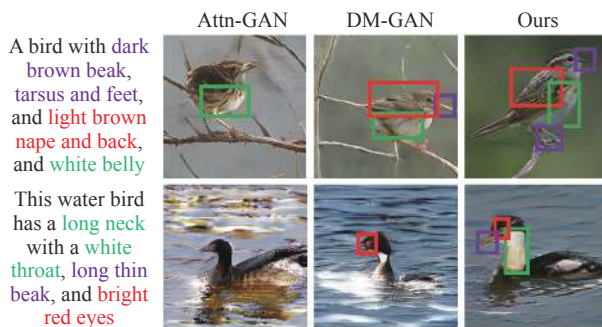 Attn-GAN DM-GAN Ours
A bird with dark
brown beak,
tarsus and feet,
and light brown
nape and back,
and white belly
This water bird
has a long neck
with a white
throat, long thin
beak, and bright
red eyes